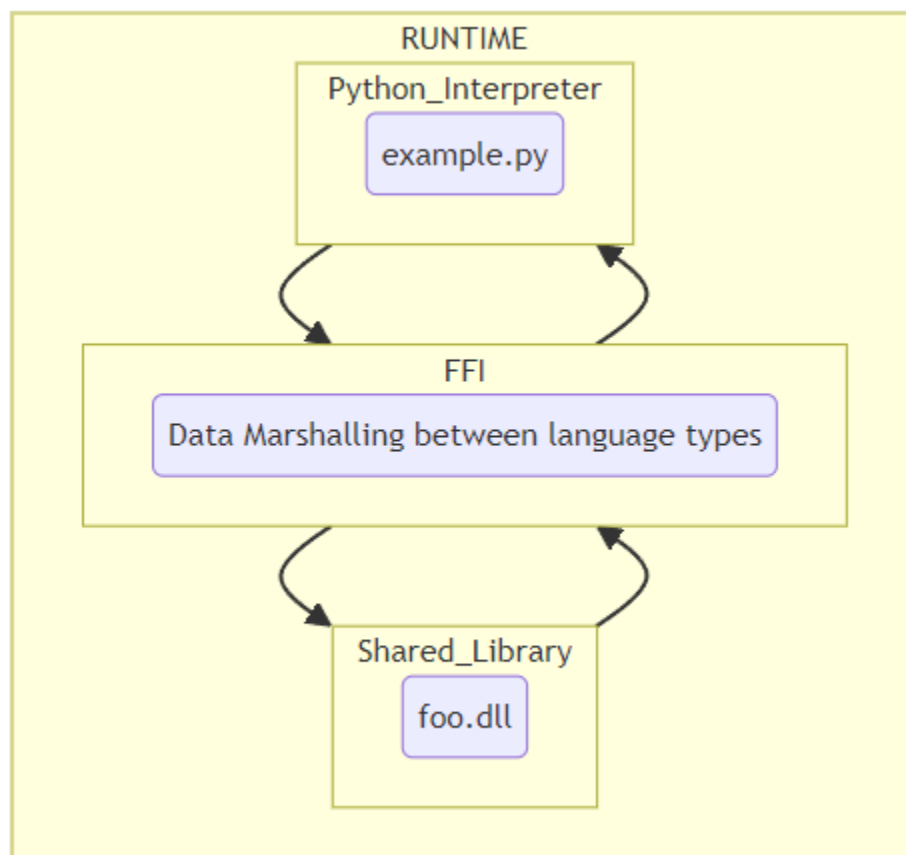 RUNTIME
Python_Interpreter
example.py
FFI
Data Marshalling between language types
Shared_Library
foo.dll